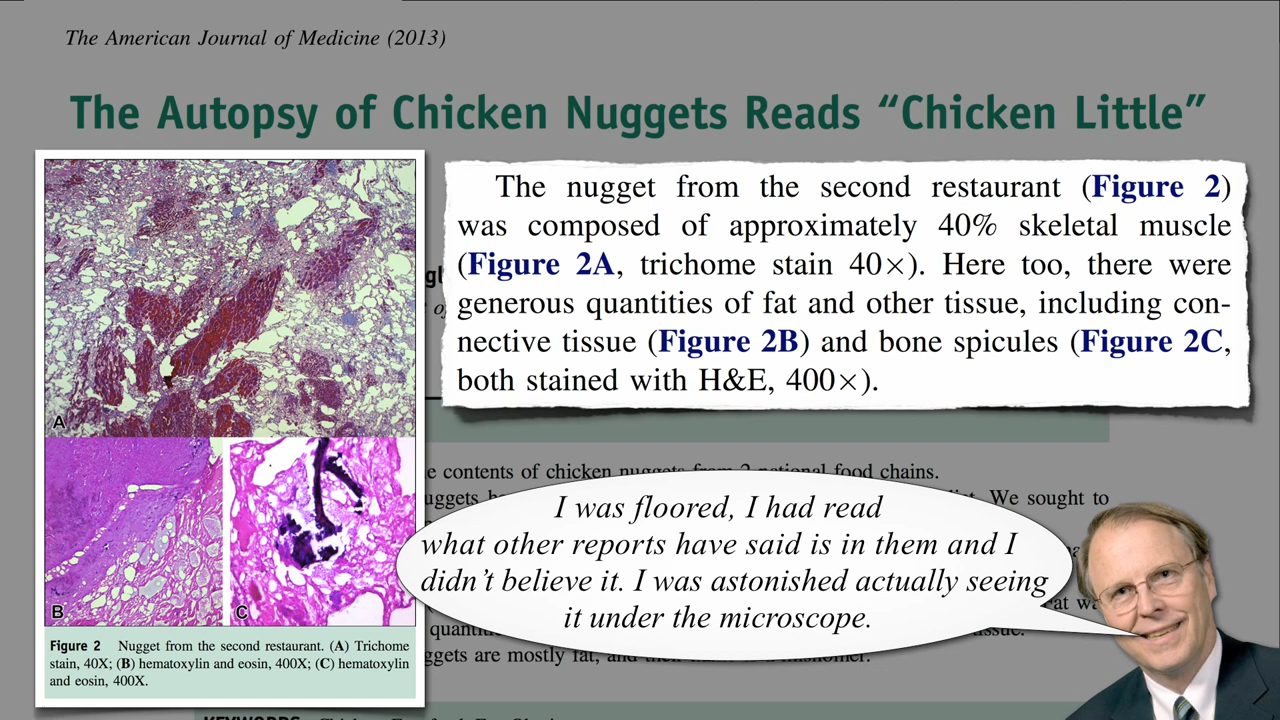 The American Journal of Medicine (2013)
The Autopsy of Chicken Nuggets Reads “Chicken Little”
The nugget from the second restaurant (Figure 2)
was composed of approximately 40% skeletal muscle
(Figure 2A, trichome stain 40×). Here too, there were
generous quantities of fat and other tissue, including con-
nective tissue (Figure 2B) and bone spicules (Figure 2C,
both stained with H&E, 400×).
A
B
C
Figure 2 Nugget from the second restaurant. (A) Trichome
stain, 40X; (B) hematoxylin and eosin, 400X; (C) hematoxylin
and eosin, 400X.
contents of chicken nuggets from 2 national food chains.
We sought to
I was floored, I had read
what other reports have said is in them and I
didn’t believe it. I was astonished actually seeing
it under the microscope.
are mostly fat, and
KEYWORDS: